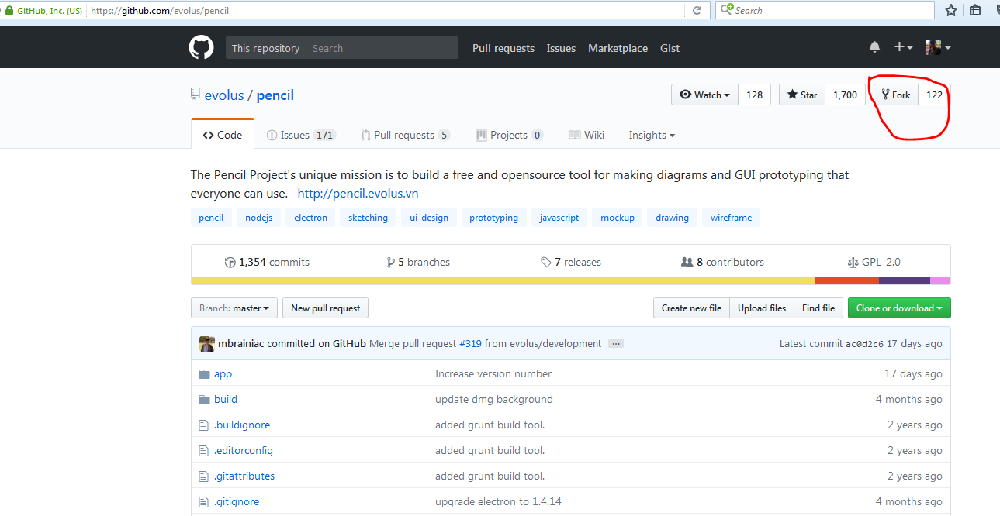 GitHub, Inc. (US) https://github.com/evolus/pencil Search
This repository Search Pull requests Issues Marketplace Gist
evolus / pencil Watch 128 Star 1,700 Fork 122
Code Issues 171 Pull requests 5 Projects 0 Wiki Insights
The Pencil Project's unique mission is to build a free and opensource tool for making diagrams and GUI prototyping that
everyone can use. http://pencil.evolus.vn
pencil nodejs electron sketching ui-design prototyping javascript mockup drawing wireframe
1,354 commits 5 branches 7 releases 8 contributors GPL-2.0
Branch: master New pull request Create new file Upload files Find file Clone or download
mbrainiac committed on GitHub Merge pull request #319 from evolus/development ... Latest commit ac0d2c6 17 days ago
app Increase version number 17 days ago
build update dmg background 4 months ago
.buildignore added grunt build tool. 2 years ago
.editorconfig added grunt build tool. 2 years ago
.gitattributes added grunt build tool. 2 years ago
.gitignore upgrade electron to 1.4.14 4 months ago